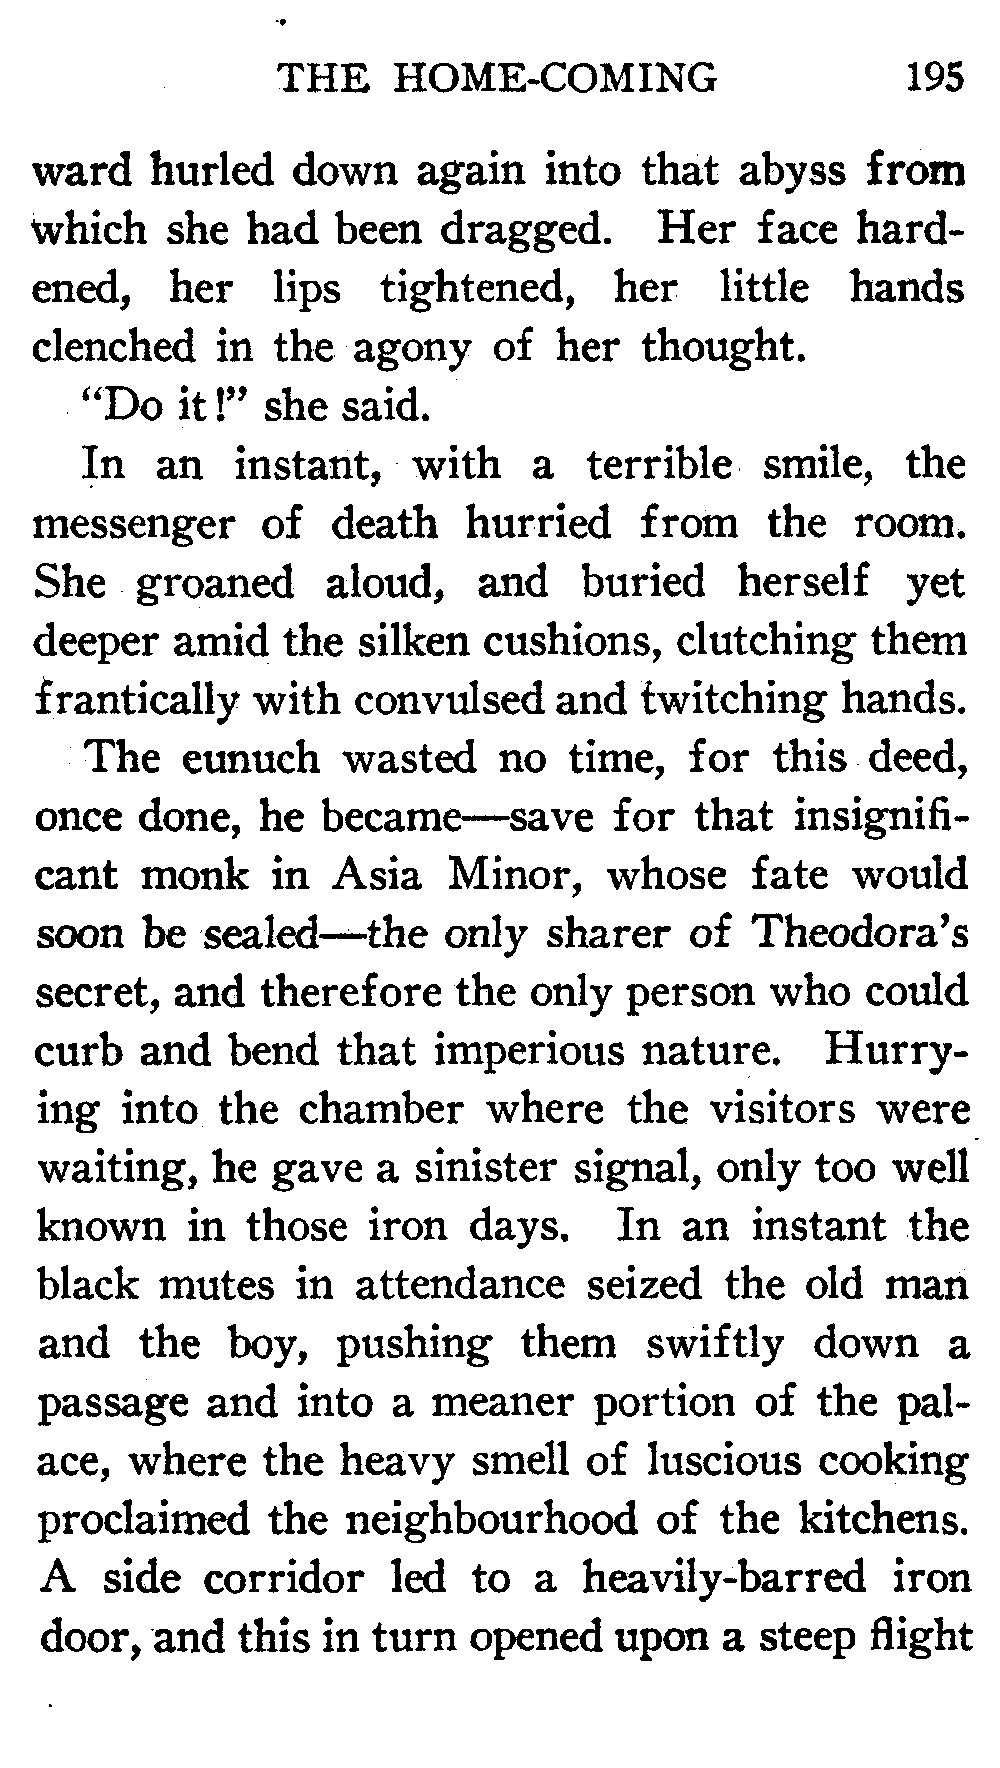 THE HOME-COMING 195
ward hurled down again into that abyss from
which she had been dragged. Her face hard-
ened, her lips tightened, her little hands
clenched in the agony of her thought.
"Do it!" she said.
In an instant, with a terrible smile, the
messenger of death hurried from the room.
She groaned aloud, and buried herself yet
deeper amid the silken cushions, clutching them
frantically with convulsed and twitching hands.
The eunuch wasted no time, for this deed,
once done, he became—save for that insignifi-
cant monk in Asia Minor, whose fate would
soon be sealed—the only sharer of Theodora's
secret, and therefore the only person who could
curb and bend that imperious nature. Hurry-
ing into the chamber where the visitors were
waiting, he gave a sinister signal, only too well
known in those iron days. In an instant the
black mutes in attendance seized the old man
and the boy, pushing them swiftly down a
passage and into a meaner portion of the pal-
ace, where the heavy smell of luscious cooking
proclaimed the neighbourhood of the kitchens.
A side corridor led to a heavily-barred iron
door, and this in turn opened upon a steep flight